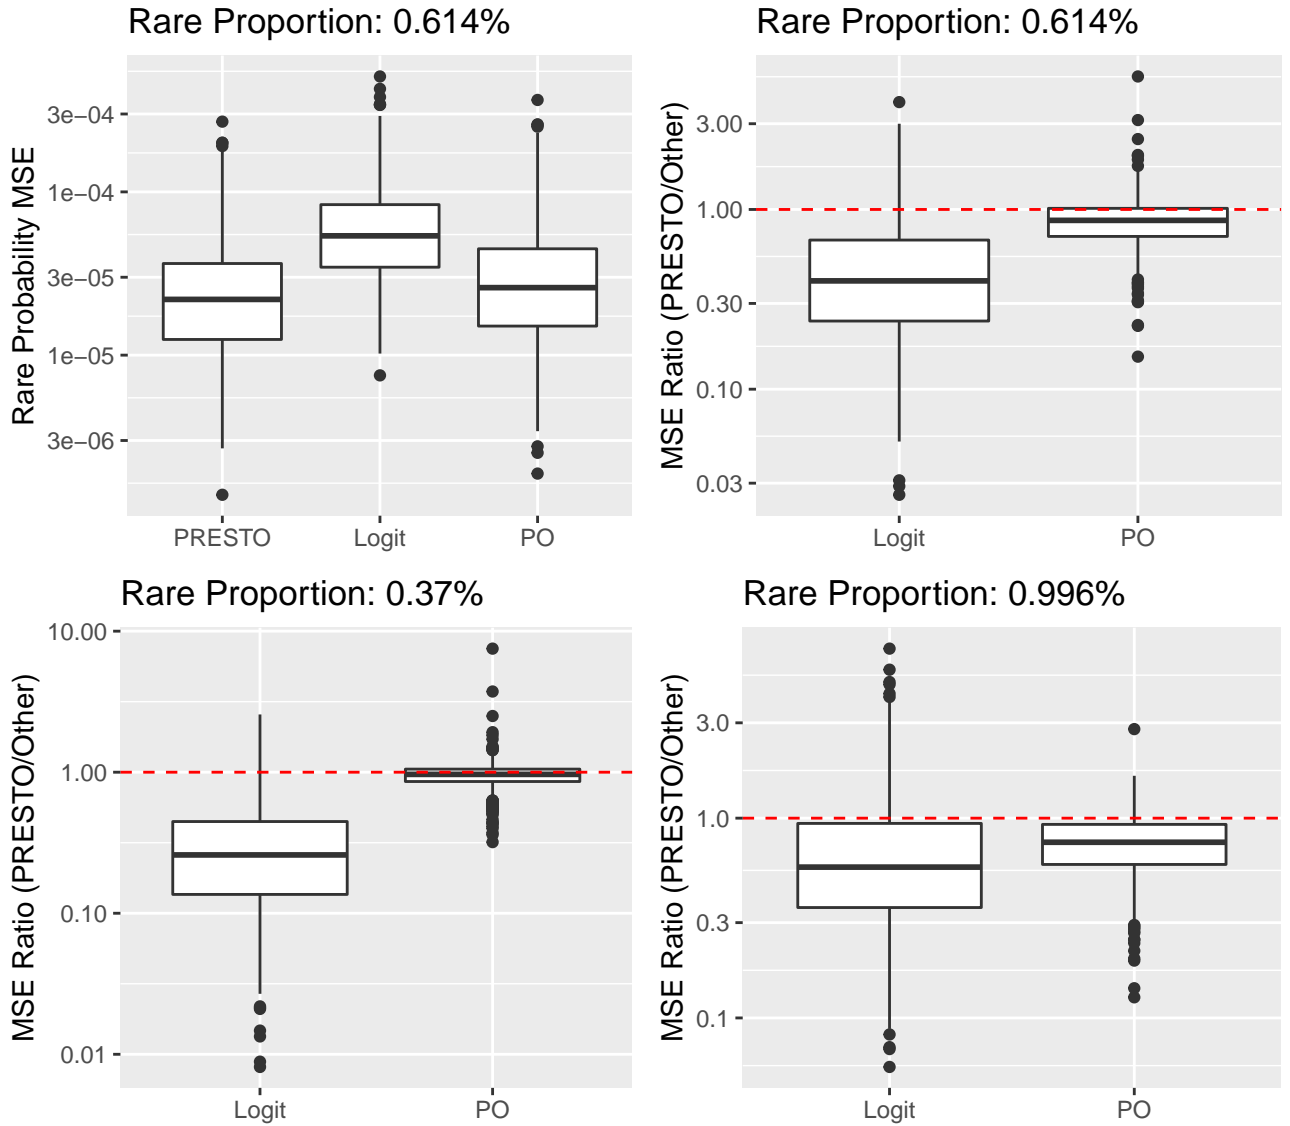 Rare Proportion: 0.614%
Rare Probability MSE
3e−04
1e−04
3e−05
1e−05
3e−06
PRESTO
Logit
PO
Rare Proportion: 0.614%
MSE Ratio (PRESTO/Other)
3.00
1.00
0.30
0.10
0.03
Logit
PO
Rare Proportion: 0.37%
MSE Ratio (PRESTO/Other)
10.00
1.00
0.10
0.01
Logit
PO
Rare Proportion: 0.996%
MSE Ratio (PRESTO/Other)
3.0
1.0
0.3
0.1
Logit
PO